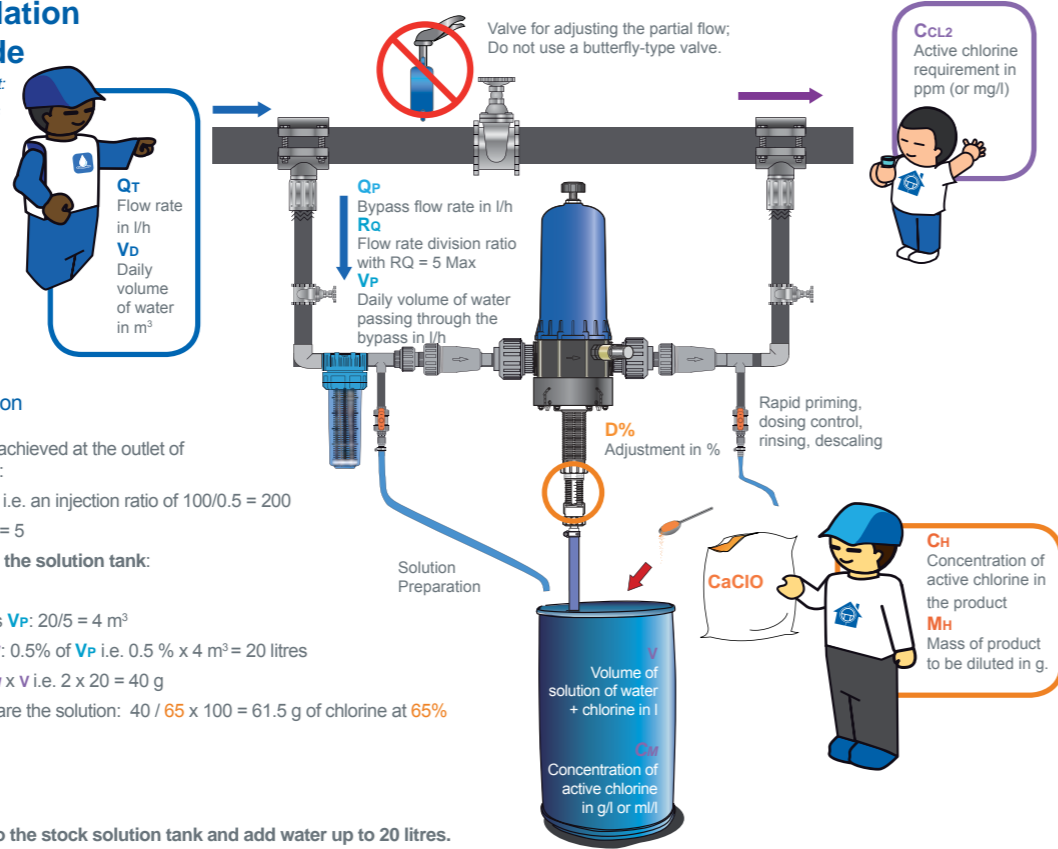 lation
de
t:
Valve for adjusting the partial flow;
Do not use a butterfly-type valve.
CCL2
Active chlorine
requirement in
ppm (or mg/l)
QT
Flow rate
in l/h
VD
Daily
volume
of water
in m³
QP
Bypass flow rate in l/h
RQ
Flow rate division ratio
with RQ = 5 Max
VP
Daily volume of water
passing through the
bypass in l/h
on
achieved at the outlet of
:
i.e. an injection ratio of 100/0.5 = 200
= 5
the solution tank:
s VP: 20/5 = 4 m³
: 0.5% of VP i.e. 0.5 % x 4 m³ = 20 litres
x V i.e. 2 x 20 = 40 g
are the solution: 40 / 65 x 100 = 61.5 g of chlorine at 65%
o the stock solution tank and add water up to 20 litres.
D%
Adjustment in %
Rapid priming,
dosing control,
rinsing, descaling
Solution
Preparation
CaClO
CH
Concentration of
active chlorine in
the product
MH
Mass of product
to be diluted in g.
V
Volume of
solution of water
+ chlorine in l
CM
Concentration of
active chlorine
in g/l or ml/l